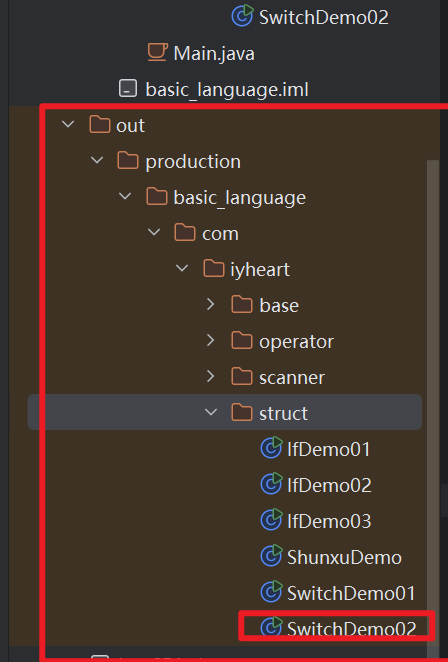 SwitchDemo02
Main.java
basic_language.iml
out
production
basic_language
com
iyheart
base
operator
scanner
struct
IfDemo01
IfDemo02
IfDemo03
ShunxuDemo
SwitchDemo01
SwitchDemo02